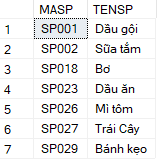 MASP TENSP
1 SP001 Dầu gội
2 SP002 Sữa tắm
3 SP018 Bơ
4 SP023 Dầu ăn
5 SP026 Mì tôm
6 SP027 Trái Cây
7 SP029 Bánh kẹo